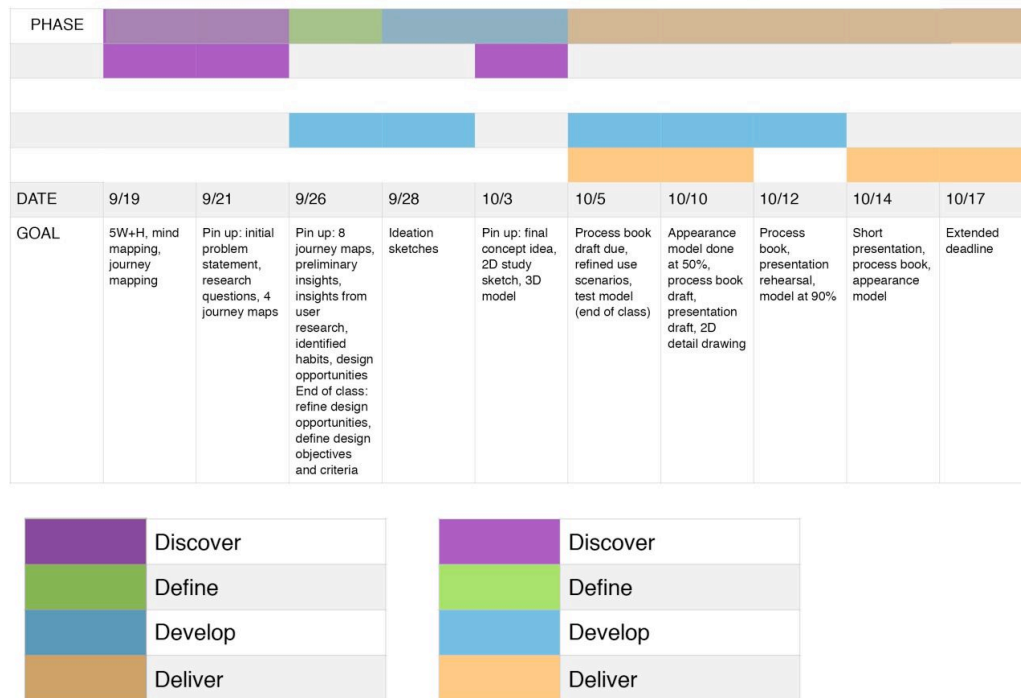 PHASE
DATE 9/19 9/21 9/26 9/28 10/3 10/5 10/10 10/12 10/14 10/17
GOAL
5W+H, mind
mapping,
journey
mapping
Pin up: initial
problem
statement,
research
questions, 4
journey maps
Pin up: 8
journey maps,
preliminary
insights,
insights from
user
research,
identified
habits, design
opportunities
End of class:
refine design
opportunities,
define design
objectives
and criteria
Ideation
sketches
Pin up: final
concept idea,
2D study
sketch, 3D
model
Process book
draft due,
refined use
scenarios,
test model
(end of class)
Appearance
model done
at 50%,
process book
draft,
presentation
draft, 2D
detail drawing
Process
book,
presentation
rehearsal,
model at 90%
Short
presentation,
process book,
appearance
model
Extended
deadline
Discover
Define
Develop
Deliver
Discover
Define
Develop
Deliver